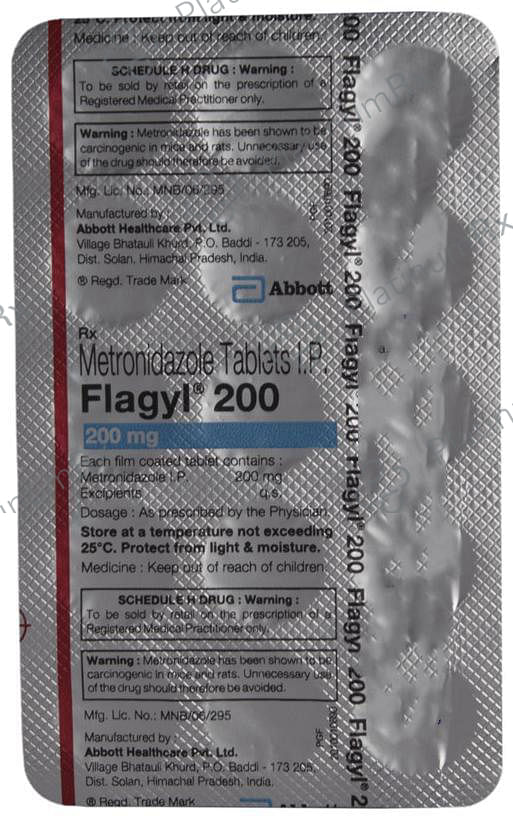 25°C. Protect from light & moisture.
Medicine : Keep out of reach of children.
SCHEDULE H DRUG : Warning :
To be sold by retail on the prescription of a
Registered Medical Practitioner only.
Warning : Metronidazole has been shown to be
carcinogenic in mice and rats. Unnecessary use
of the drug should therefore be avoided.
Mfg. Lic. No.: MNB/06/295
Manufactured by :
Abbott Healthcare Pvt. Ltd.
Village Bhatauli Khurd, P.O. Baddi - 173 205,
Dist. Solan, Himachal Pradesh, India.
® Regd. Trade Mark
Abbott
Rx
Metronidazole Tablets I.P.
Flagyl® 200
200 mg
Each film coated tablet contains :
Metronidazole I.P. 200 mg
Excipients q.s.
Dosage : As prescribed by the Physician.
Store at a temperature not exceeding
25°C. Protect from light & moisture.
Medicine : Keep out of reach of children.
SCHEDULE H DRUG : Warning :
To be sold by retail on the prescription of a
Registered Medical Practitioner only.
Warning : Metronidazole has been shown to be
carcinogenic in mice and rats. Unnecessary use
of the drug should therefore be avoided.
Mfg. Lic. No.: MNB/06/295
Manufactured by :
Abbott Healthcare Pvt. Ltd.
Village Bhatauli Khurd, P.O. Baddi - 173 205,
Dist. Solan, Himachal Pradesh, India.
® Regd. Trade Mark
Abbott
00 Flagyl® 200 Flagyl® 200 Flagyl® 200 Flagyl® 200 Flagyl® 200 Flagyl® 2